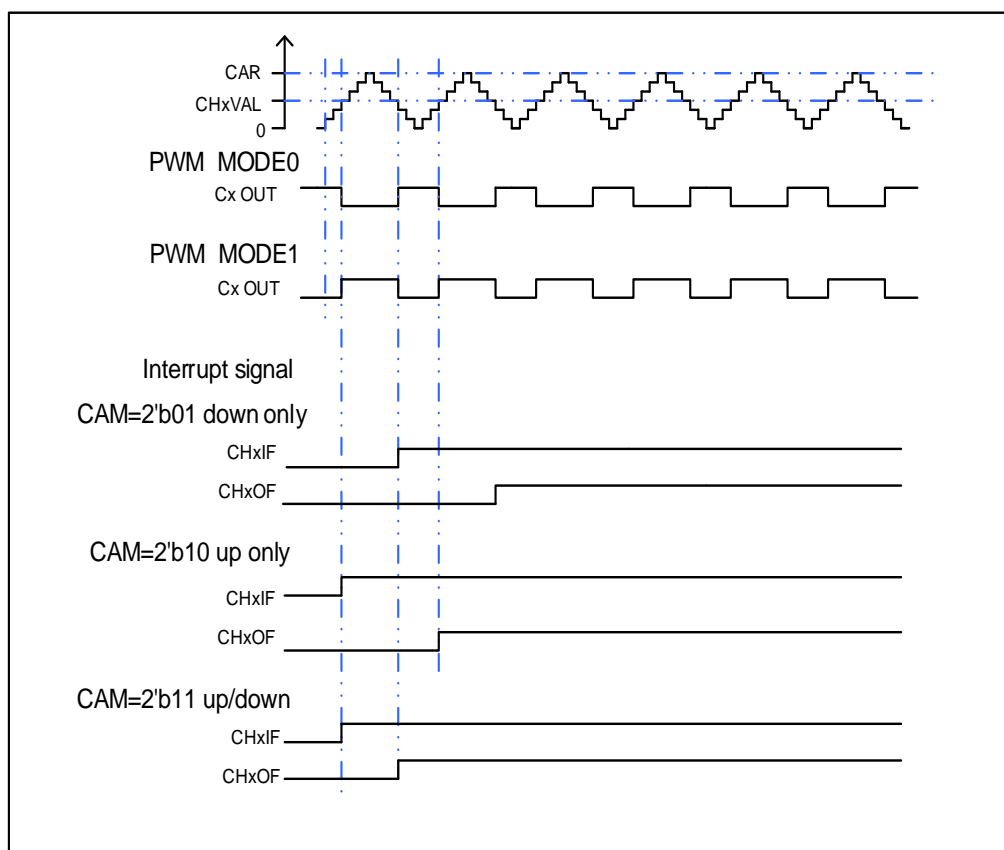 CAR
CHxVAL
0
PWM MODE0
Cx OUT
PWM MODE1
Cx OUT
Interrupt signal
CAM=2'b01 down only
CHxIF
CHxOF
CAM=2'b10 up only
CHxIF
CHxOF
CAM=2'b11 up/down
CHxIF
CHxOF